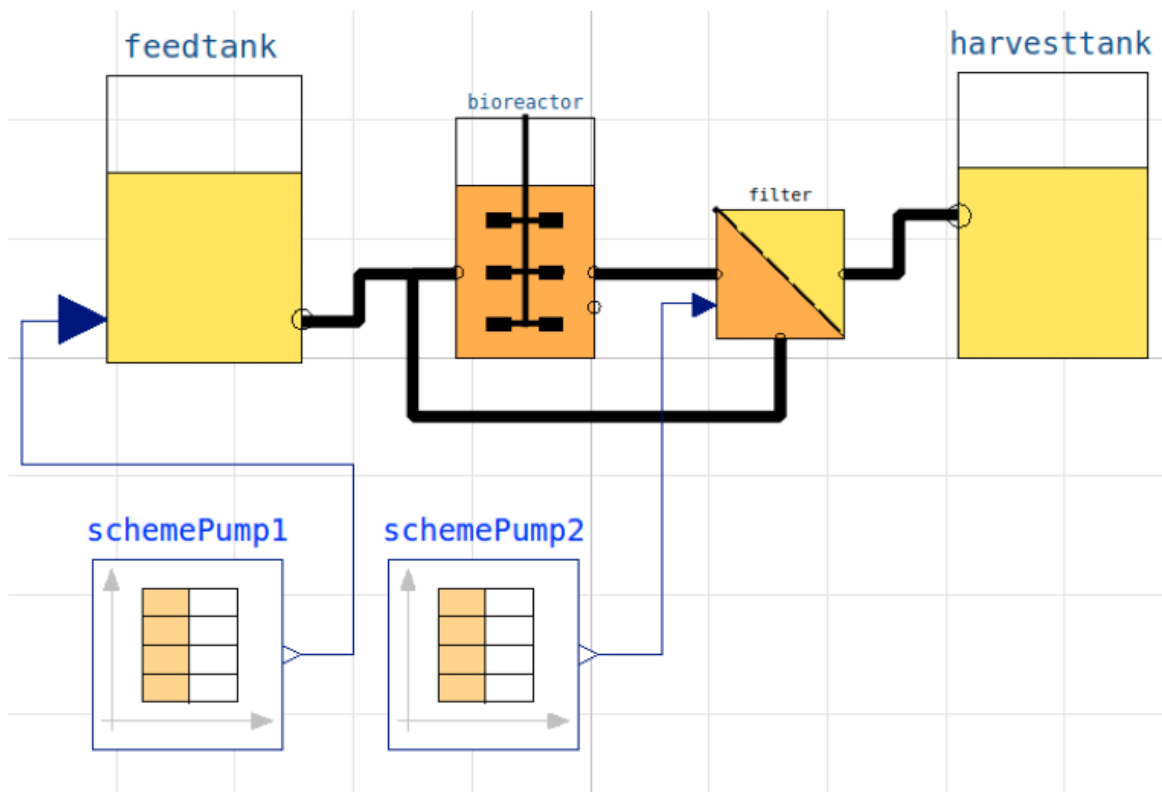 feedtank
harvesttank
bioreactor
filter
schemePump1
schemePump2